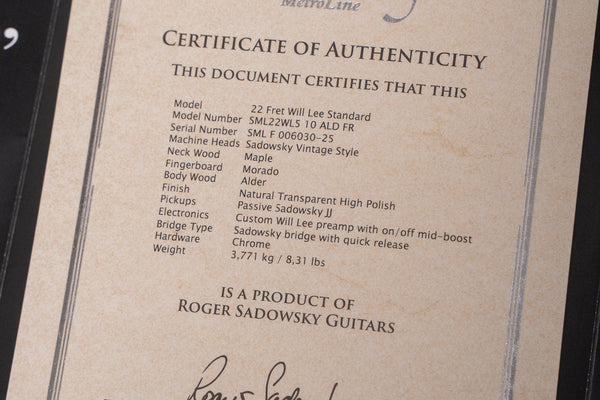 MetroLine
,
CERTIFICATE OF AUTHENTICITY
THIS DOCUMENT CERTIFIES THAT THIS
Model 22 Fret Will Lee Standard
Model Number SML22WLS 10 ALD FR
Serial Number SML F 006030-25
Machine Heads Sadowsky Vintage Style
Neck Wood Maple
Fingerboard Morado
Body Wood Alder
Finish Natural Transparent High Polish
Pickups Passive Sadowsky JJ
Electronics Custom Will Lee preamp with on/off mid-boost
Bridge Type Sadowsky bridge with quick release
Hardware Chrome
Weight 3,771 kg / 8,31 lbs
IS A PRODUCT OF
ROGER SADOWSKY GUITARS
Roger Sadowsky